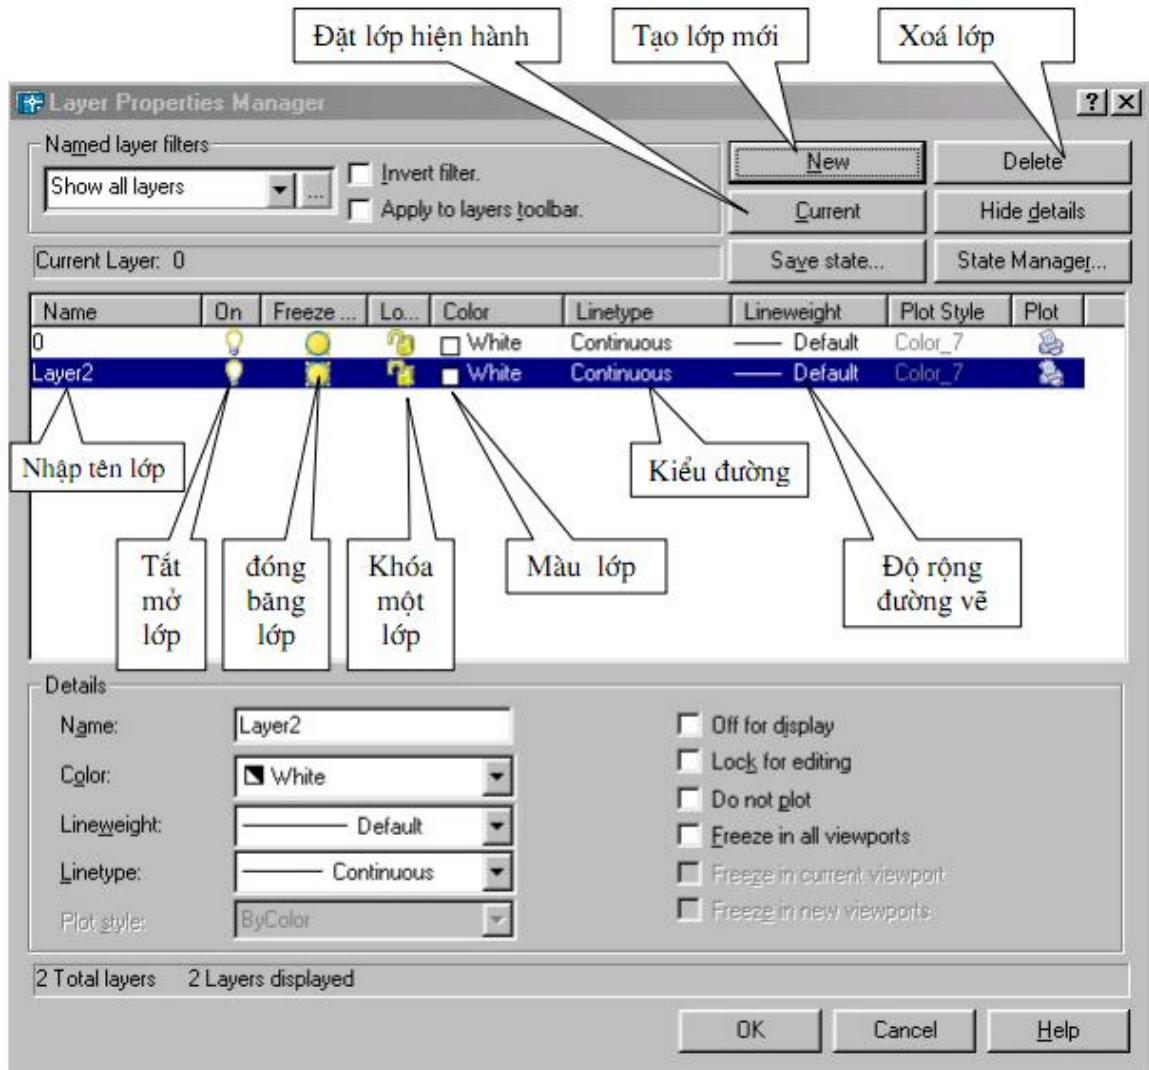 Đặt lớp hiện hành
Tạo lớp mới
Xoá lớp
Layer Properties Manager
Named layer filters
Show all layers
...
Invert filter.
Apply to layers toolbar.
New
Delete
Current
Hide details
Current Layer: 0
Save state...
State Manager...
Name On Freeze ... Lo... Color Linetype Lineweight Plot Style Plot
0 White Continuous Default Color_7
Layer2 White Continuous Default Color_7
Nhập tên lớp
Kiểu đường
Tắt
mở
lớp
đóng
băng
lớp
Khóa
một
lớp
Màu lớp
Độ rộng
đường vẽ
Details
Name: Layer2
Color: White
Lineweight: Default
Linetype: Continuous
Plot style: ByColor
Off for display
Lock for editing
Do not plot
Freeze in all viewports
Freeze in current viewport
Freeze in new viewports
2 Total layers 2 Layers displayed
OK Cancel Help